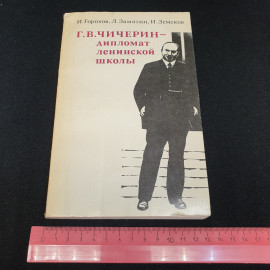 И. Горохов, Л. Замятин, И. Земсков
Г. В. ЧИЧЕРИН—
дипломат
ленинской
школы